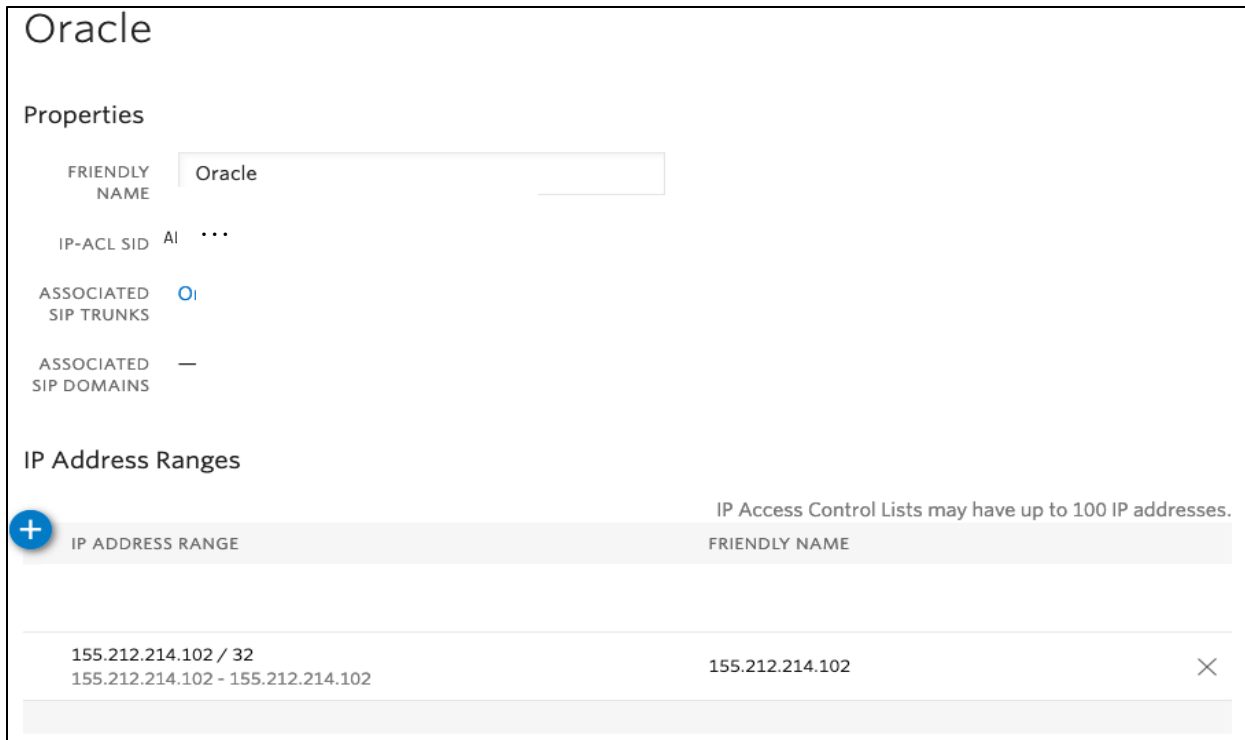 Oracle
Properties
FRIENDLY NAME
Oracle
IP-ACL SID
AI ...
ASSOCIATED SIP TRUNKS
ASSOCIATED SIP DOMAINS
—
IP Address Ranges
IP Access Control Lists may have up to 100 IP addresses.
IP ADDRESS RANGE
FRIENDLY NAME
155.212.214.102 / 32
155.212.214.102 - 155.212.214.102
155.212.214.102